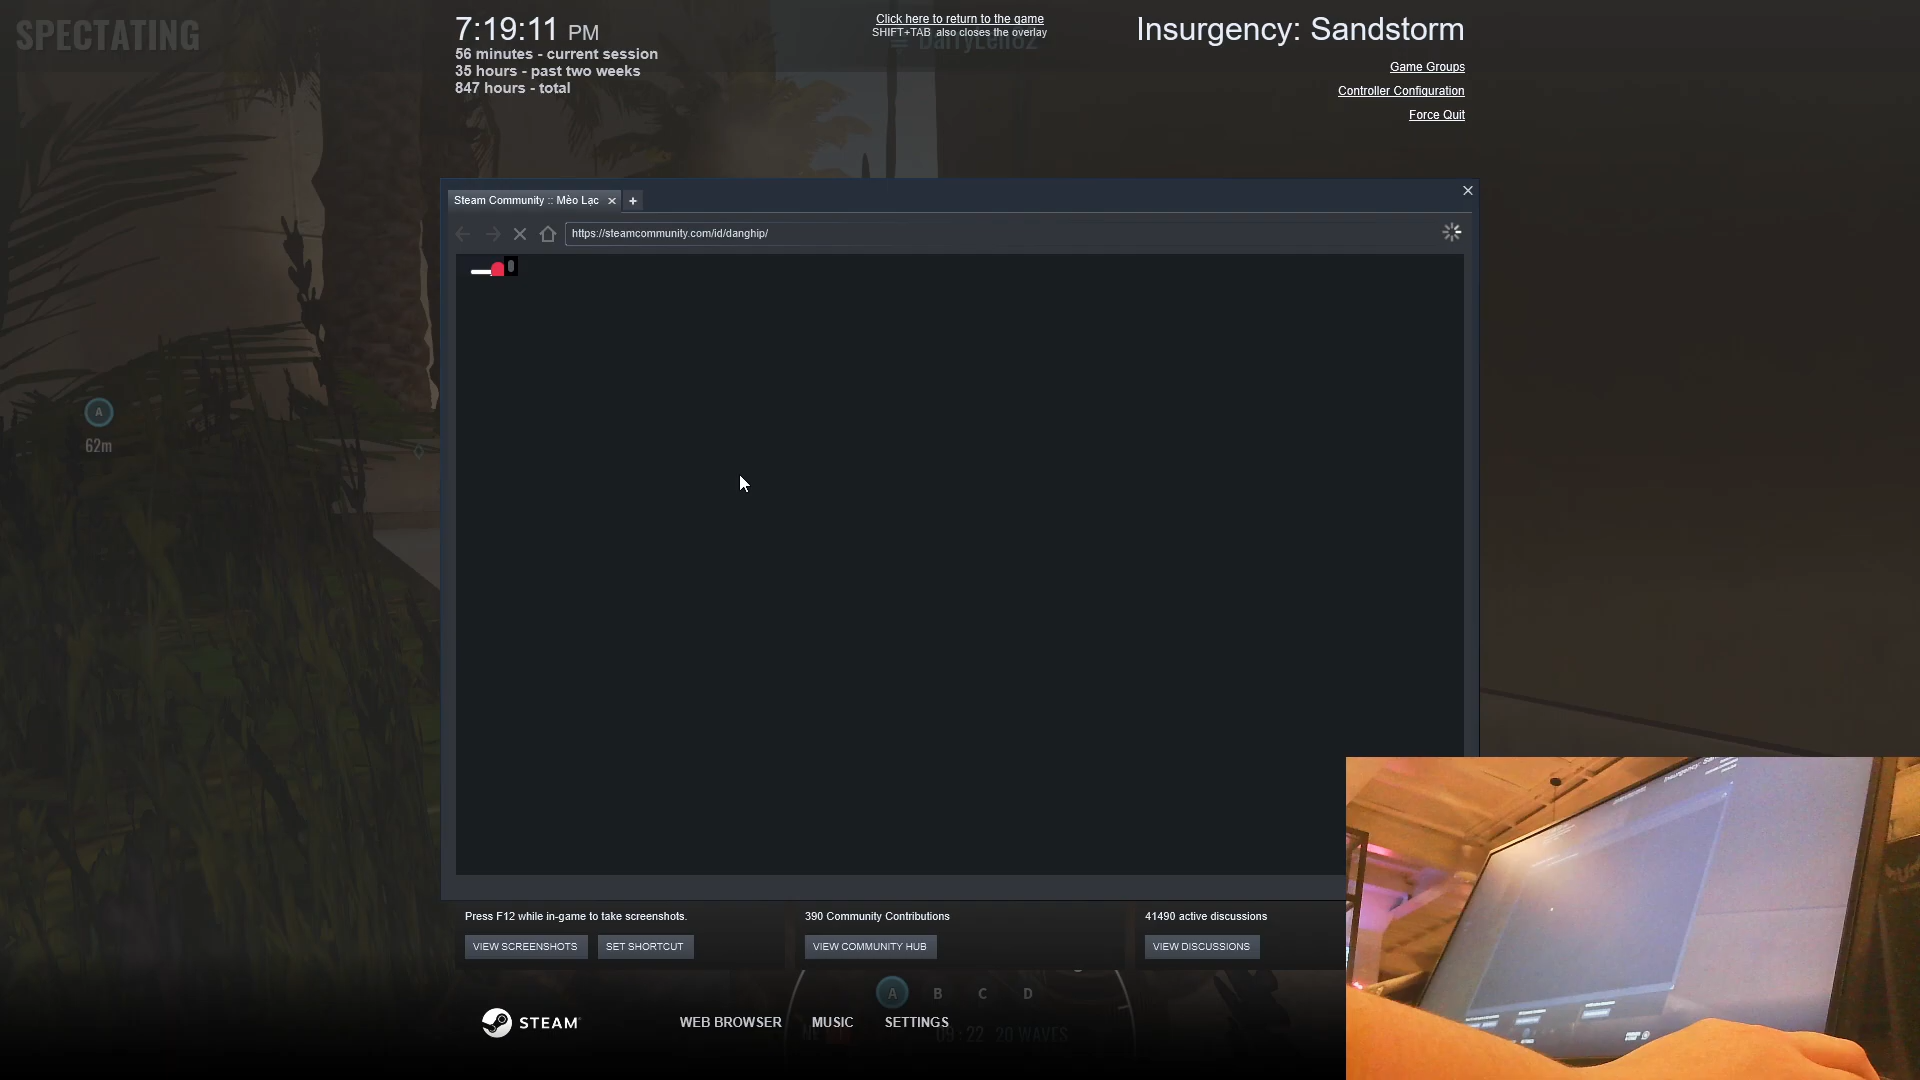 SPECTATING
7:19:11 PM
56 minutes - current session
35 hours - past two weeks
847 hours - total
Click here to return to the game
SHIFT+TAB also closes the overlay
Insurgency: Sandstorm
Game Groups
Controller Configuration
Force Quit
Steam Community :: Mèo Lạc
https://steamcommunity.com/id/danghip/
A
62m
Press F12 while in-game to take screenshots.
VIEW SCREENSHOTS
SET SHORTCUT
390 Community Contributions
VIEW COMMUNITY HUB
41490 active discussions
VIEW DISCUSSIONS
A B C D
STEAM
WEB BROWSER
MUSIC
SETTINGS
09:22 20 WAVES